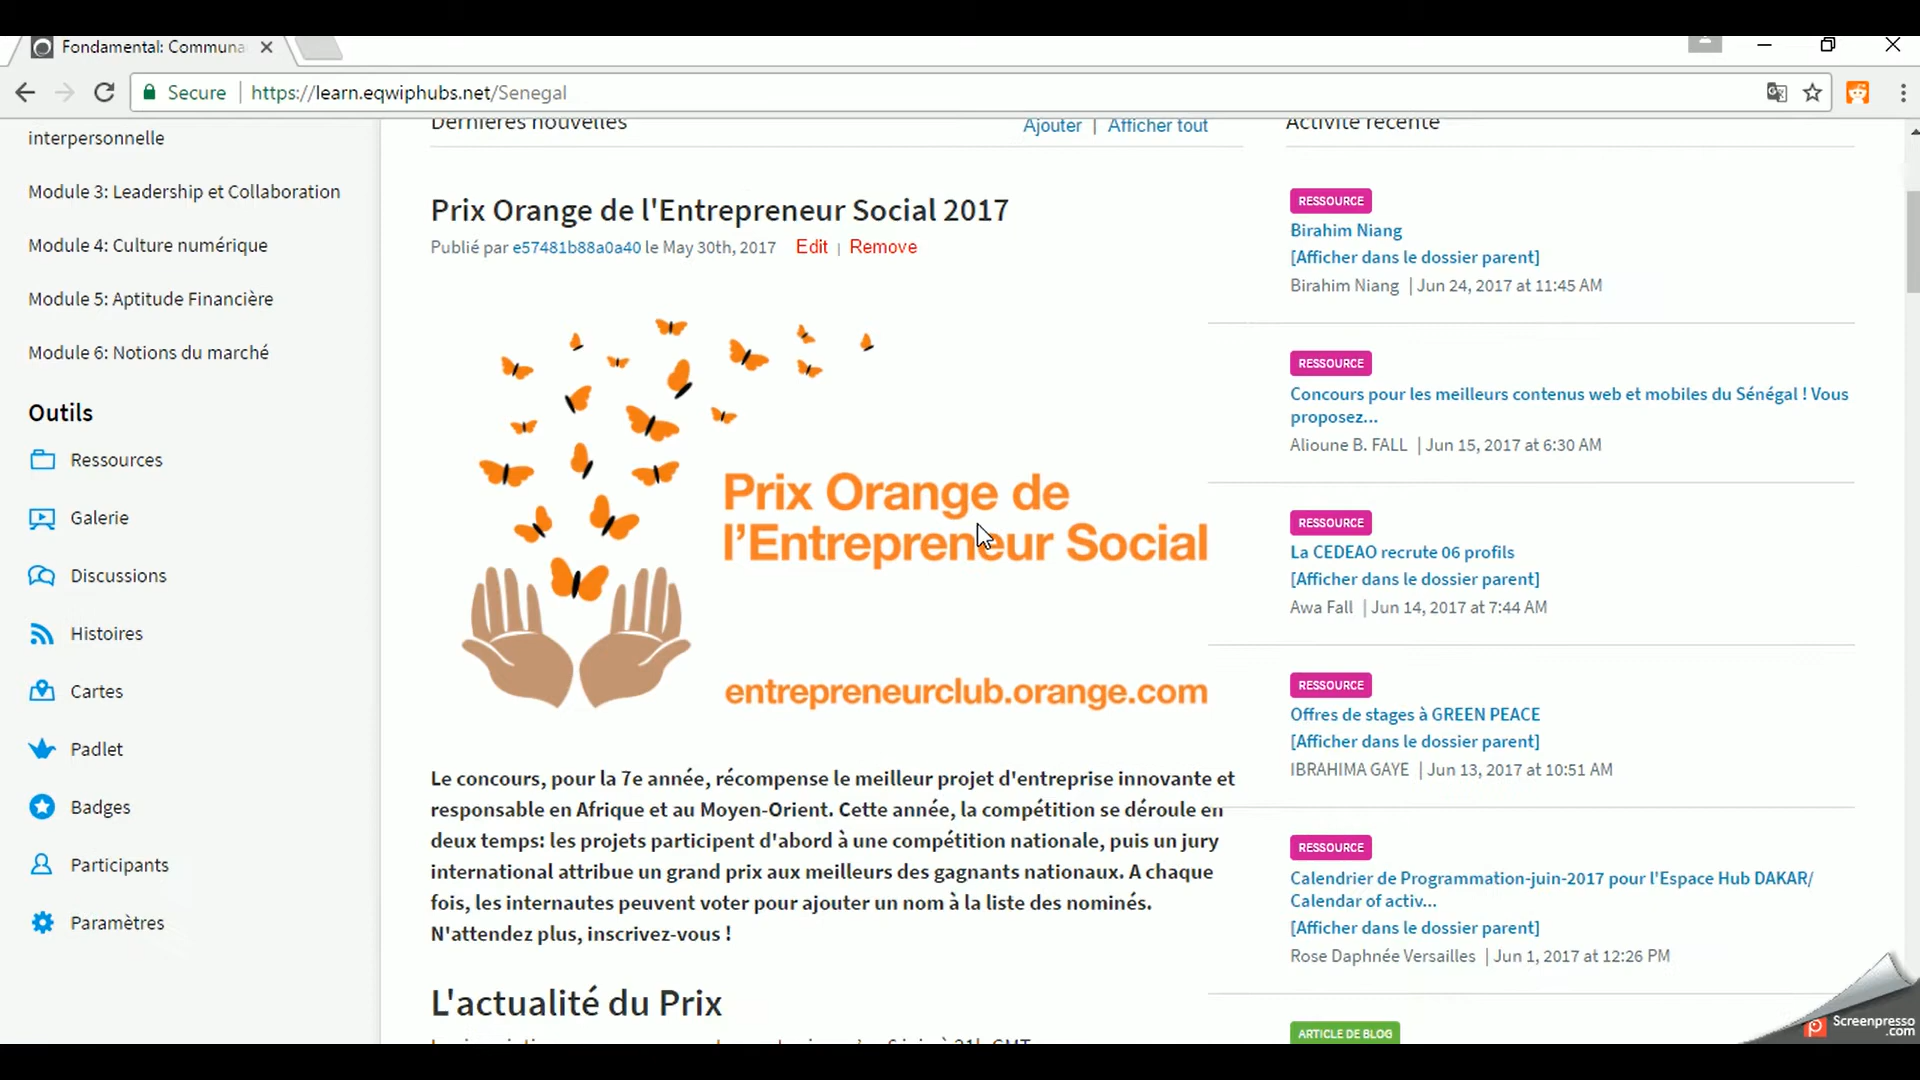 Fondamental: Communa
Secure
https://learn.eqwiphubs.net/Senegal
interpersonnelle
Module 3: Leadership et Collaboration
Module 4: Culture numérique
Module 5: Aptitude Financière
Module 6: Notions du marché
Outils
Ressources
Galerie
Discussions
Histoires
Cartes
Padlet
Badges
Participants
Paramètres
Dernières nouvelles
Ajouter | Afficher tout
Prix Orange de l'Entrepreneur Social 2017
Publié par e57481b88a0a40 le May 30th, 2017 Edit | Remove
Prix Orange de
l'Entrepreneur Social
entrepreneurclub.orange.com
Le concours, pour la 7e année, récompense le meilleur projet d'entreprise innovante et
responsable en Afrique et au Moyen-Orient. Cette année, la compétition se déroule en
deux temps: les projets participent d'abord à une compétition nationale, puis un jury
international attribue un grand prix aux meilleurs des gagnants nationaux. A chaque
fois, les internautes peuvent voter pour ajouter un nom à la liste des nominés.
N'attendez plus, inscrivez-vous !
L'actualité du Prix
Activité récente
RESSOURCE
Birahim Niang
[Afficher dans le dossier parent]
Birahim Niang | Jun 24, 2017 at 11:45 AM
RESSOURCE
Concours pour les meilleurs contenus web et mobiles du Sénégal ! Vous
proposez...
Alioune B. FALL | Jun 15, 2017 at 6:30 AM
RESSOURCE
La CEDEAO recrute 06 profils
[Afficher dans le dossier parent]
Awa Fall | Jun 14, 2017 at 7:44 AM
RESSOURCE
Offres de stages à GREEN PEACE
[Afficher dans le dossier parent]
IBRAHIMA GAYE | Jun 13, 2017 at 10:51 AM
RESSOURCE
Calendrier de Programmation-juin-2017 pour l'Espace Hub DAKAR/
Calendar of activ...
[Afficher dans le dossier parent]
Rose Daphnée Versailles | Jun 1, 2017 at 12:26 PM
ARTICLE DE BLOG
Screenpresso
.com